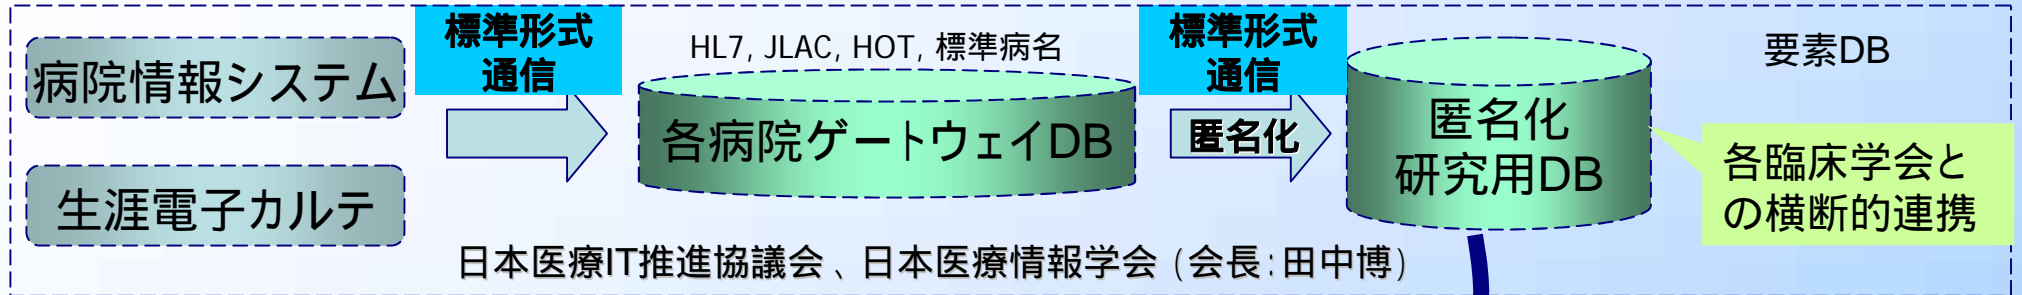 病院情報システム
生涯電子カルテ
標準形式
通信
HL7, JLAC, HOT, 標準病名
各病院ゲートウェイDB
標準形式
通信
匿名化
匿名化
研究用DB
要素DB
各臨床学会と
の横断的連携
日本医療IT推進協議会、日本医療情報学会（会長：田中博）